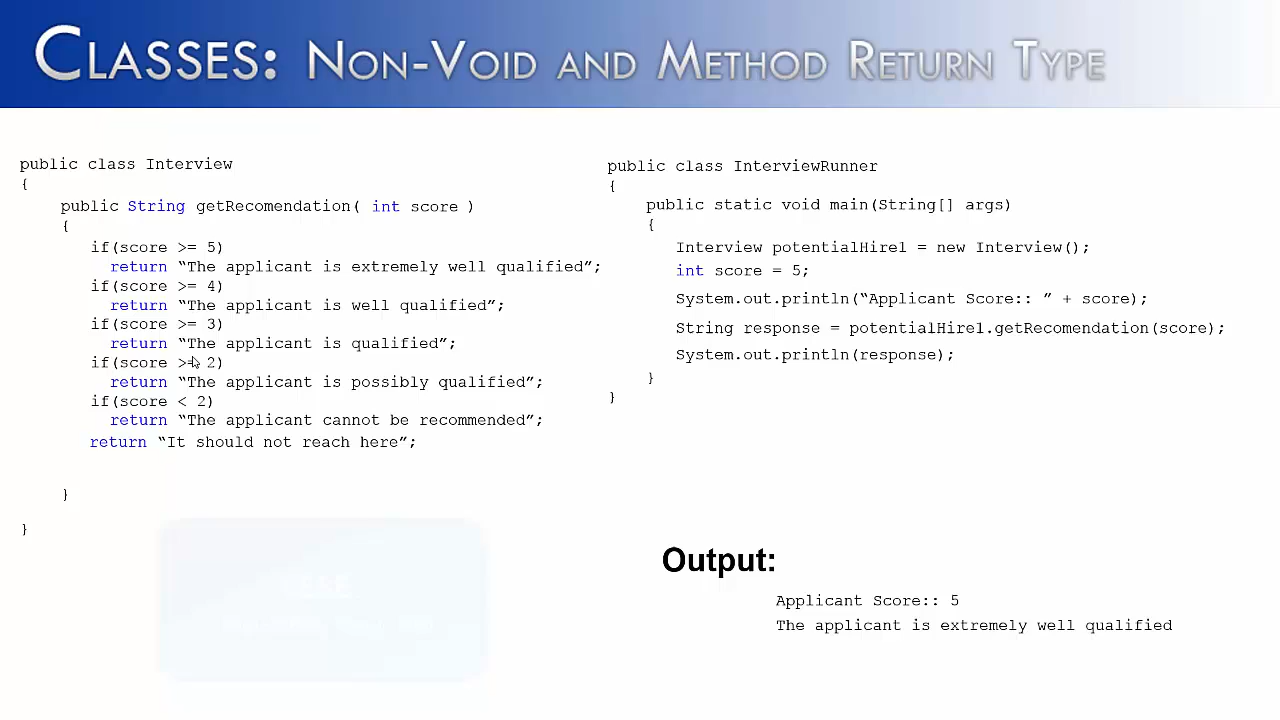 CLASSES: NON-VOID AND METHOD RETURN TYPE
public class Interview
{
public String getRecomendation( int score )
{
if(score >= 5)
return “The applicant is extremely well qualified”;
if(score >= 4)
return “The applicant is well qualified”;
if(score >= 3)
return “The applicant is qualified”;
if(score >= 2)
return “The applicant is possibly qualified”;
if(score < 2)
return “The applicant cannot be recommended”;
return “It should not reach here”;
}
}
public class InterviewRunner
{
public static void main(String[] args)
{
Interview potentialHire1 = new Interview();
int score = 5;
System.out.println(“Applicant Score:: ” + score);
String response = potentialHire1.getRecomendation(score);
System.out.println(response);
}
}
Output:
Applicant Score:: 5
The applicant is extremely well qualified